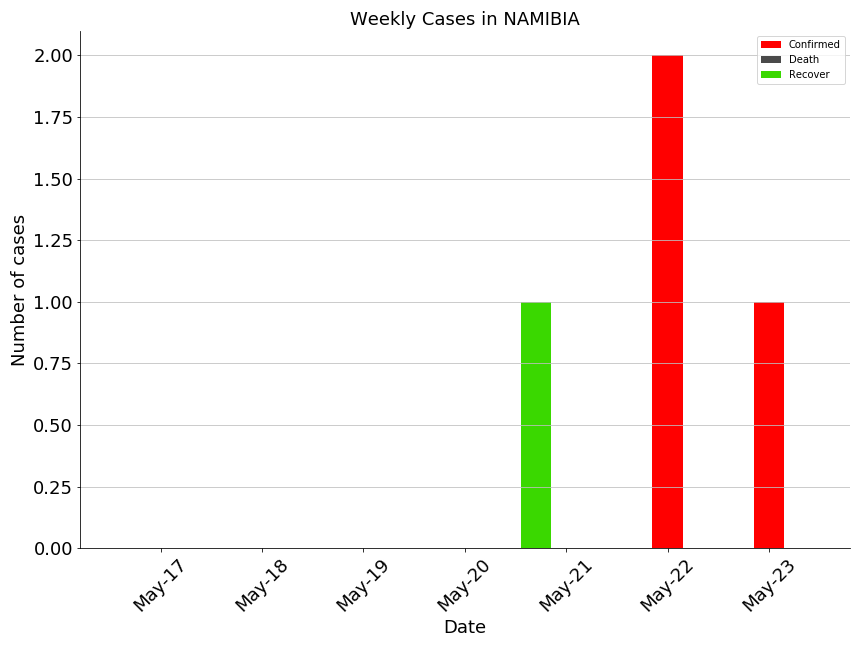 Weekly Cases in NAMIBIA
Confirmed
Death
Recover
Number of cases
2.00
1.75
1.50
1.25
1.00
0.75
0.50
0.25
0.00
May-17
May-18
May-19
May-20
May-21
May-22
May-23
Date